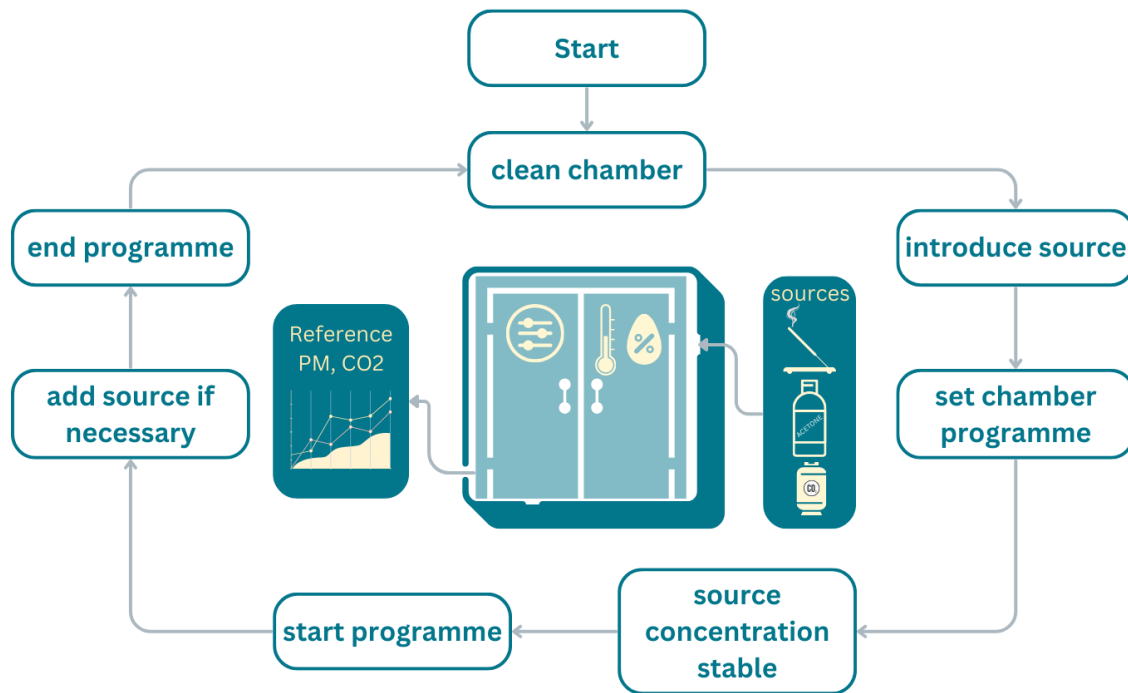 Start
clean chamber
end programme
introduce source
Reference
PM, CO2
sources
%
ACETONE
CO₂
add source if
necessary
set chamber
programme
start programme
source
concentration
stable